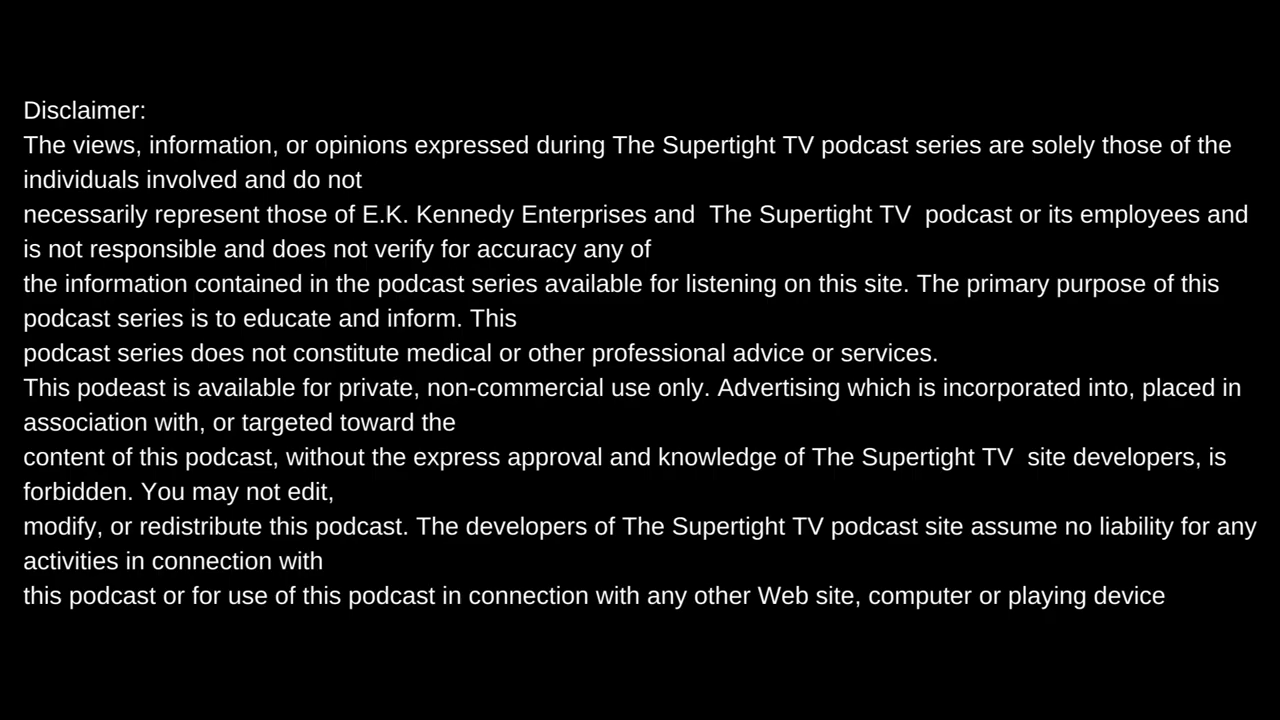 Disclaimer:
The views, information, or opinions expressed during The Supertight TV podcast series are solely those of the
individuals involved and do not
necessarily represent those of E.K. Kennedy Enterprises and  The Supertight TV  podcast or its employees and
is not responsible and does not verify for accuracy any of
the information contained in the podcast series available for listening on this site. The primary purpose of this
podcast series is to educate and inform. This
podcast series does not constitute medical or other professional advice or services.
This podeast is available for private, non-commercial use only. Advertising which is incorporated into, placed in
association with, or targeted toward the
content of this podcast, without the express approval and knowledge of The Supertight TV  site developers, is
forbidden. You may not edit,
modify, or redistribute this podcast. The developers of The Supertight TV podcast site assume no liability for any
activities in connection with
this podcast or for use of this podcast in connection with any other Web site, computer or playing device